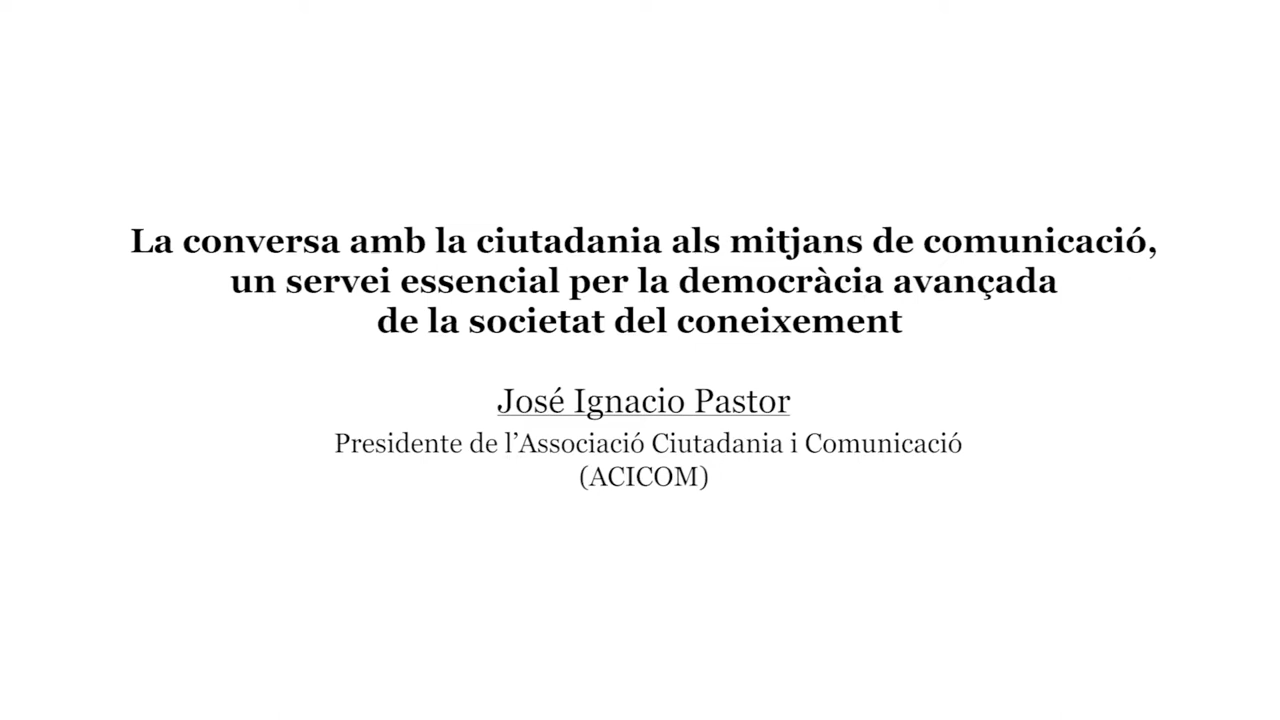 La conversa amb la ciutadania als mitjans de comunicació,
un servei essencial per la democràcia avançada
de la societat del coneixement
José Ignacio Pastor
Presidente de l’Associació Ciutadania i Comunicació
(ACICOM)